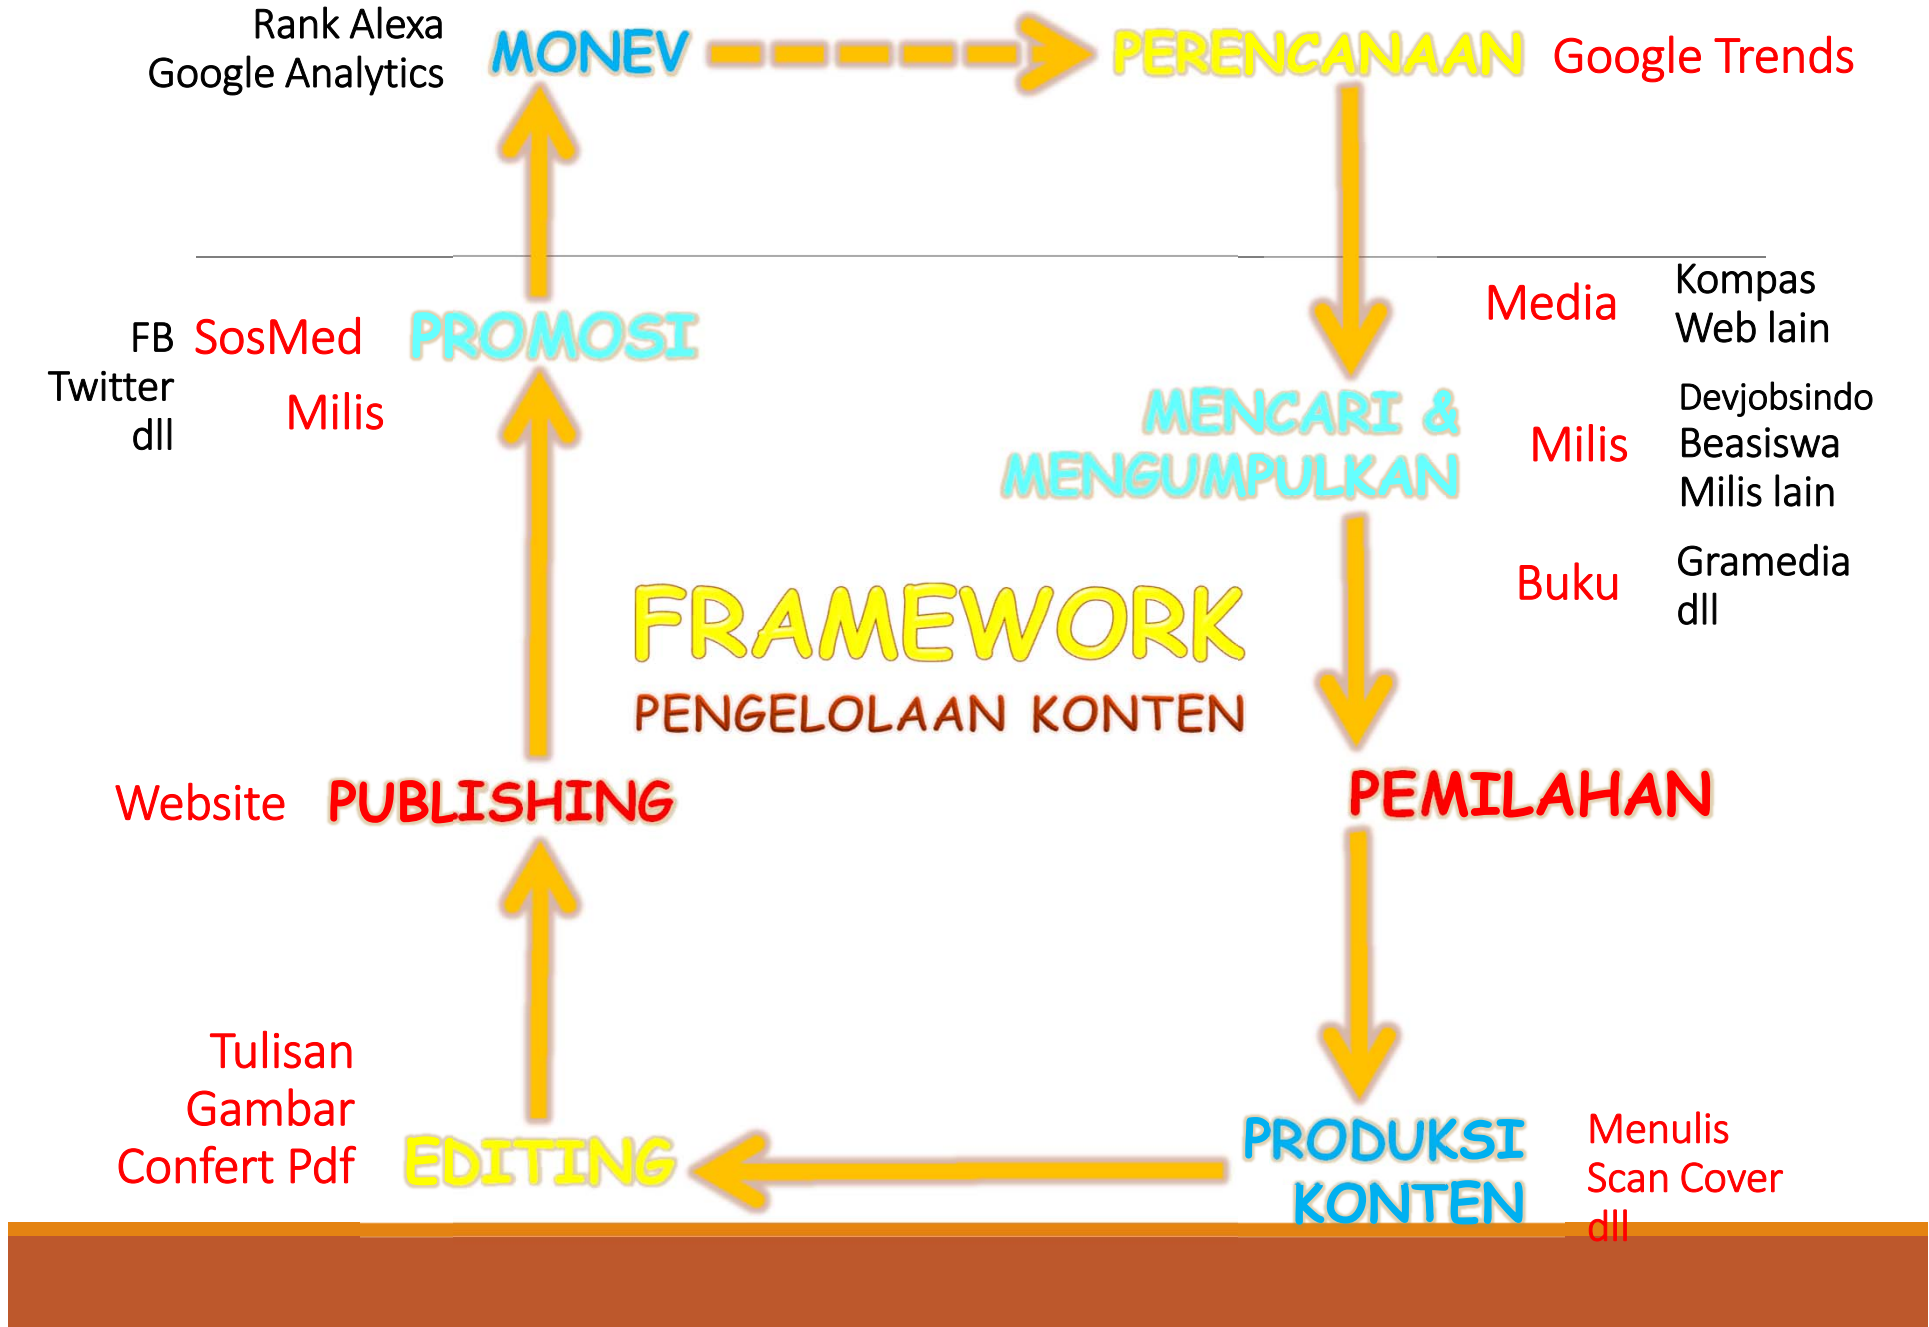 Rank Alexa
Google Analytics
MONEV
PERENCANAAN
Google Trends
FB
Twitter
dll
SosMed
Milis
PROMOSI
Media
Kompas
Web lain
MENCARI &
MENGUMPULKAN
Milis
Devjobsindo
Beasiswa
Milis lain
Buku
Gramedia
dll
FRAMEWORK
PENGELOLAAN KONTEN
Website
PUBLISHING
PEMILAHAN
Tulisan
Gambar
Confert Pdf
EDITING
PRODUKSI
KONTEN
Menulis
Scan Cover
dll